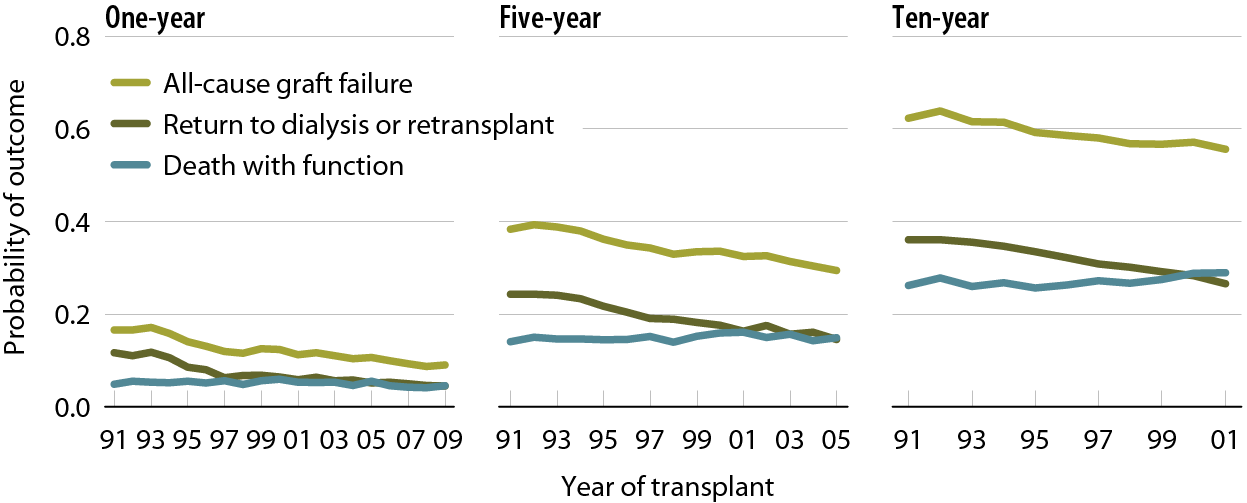 One-year
Five-year
Ten-year
Probability of outcome
0.8
0.6
0.4
0.2
0.0
All-cause graft failure
Return to dialysis or retransplant
Death with function
91 93 95 97 99 01 03 05 07 09
91 93 95 97 99 01 03 05
91 93 95 97 99 01
Year of transplant